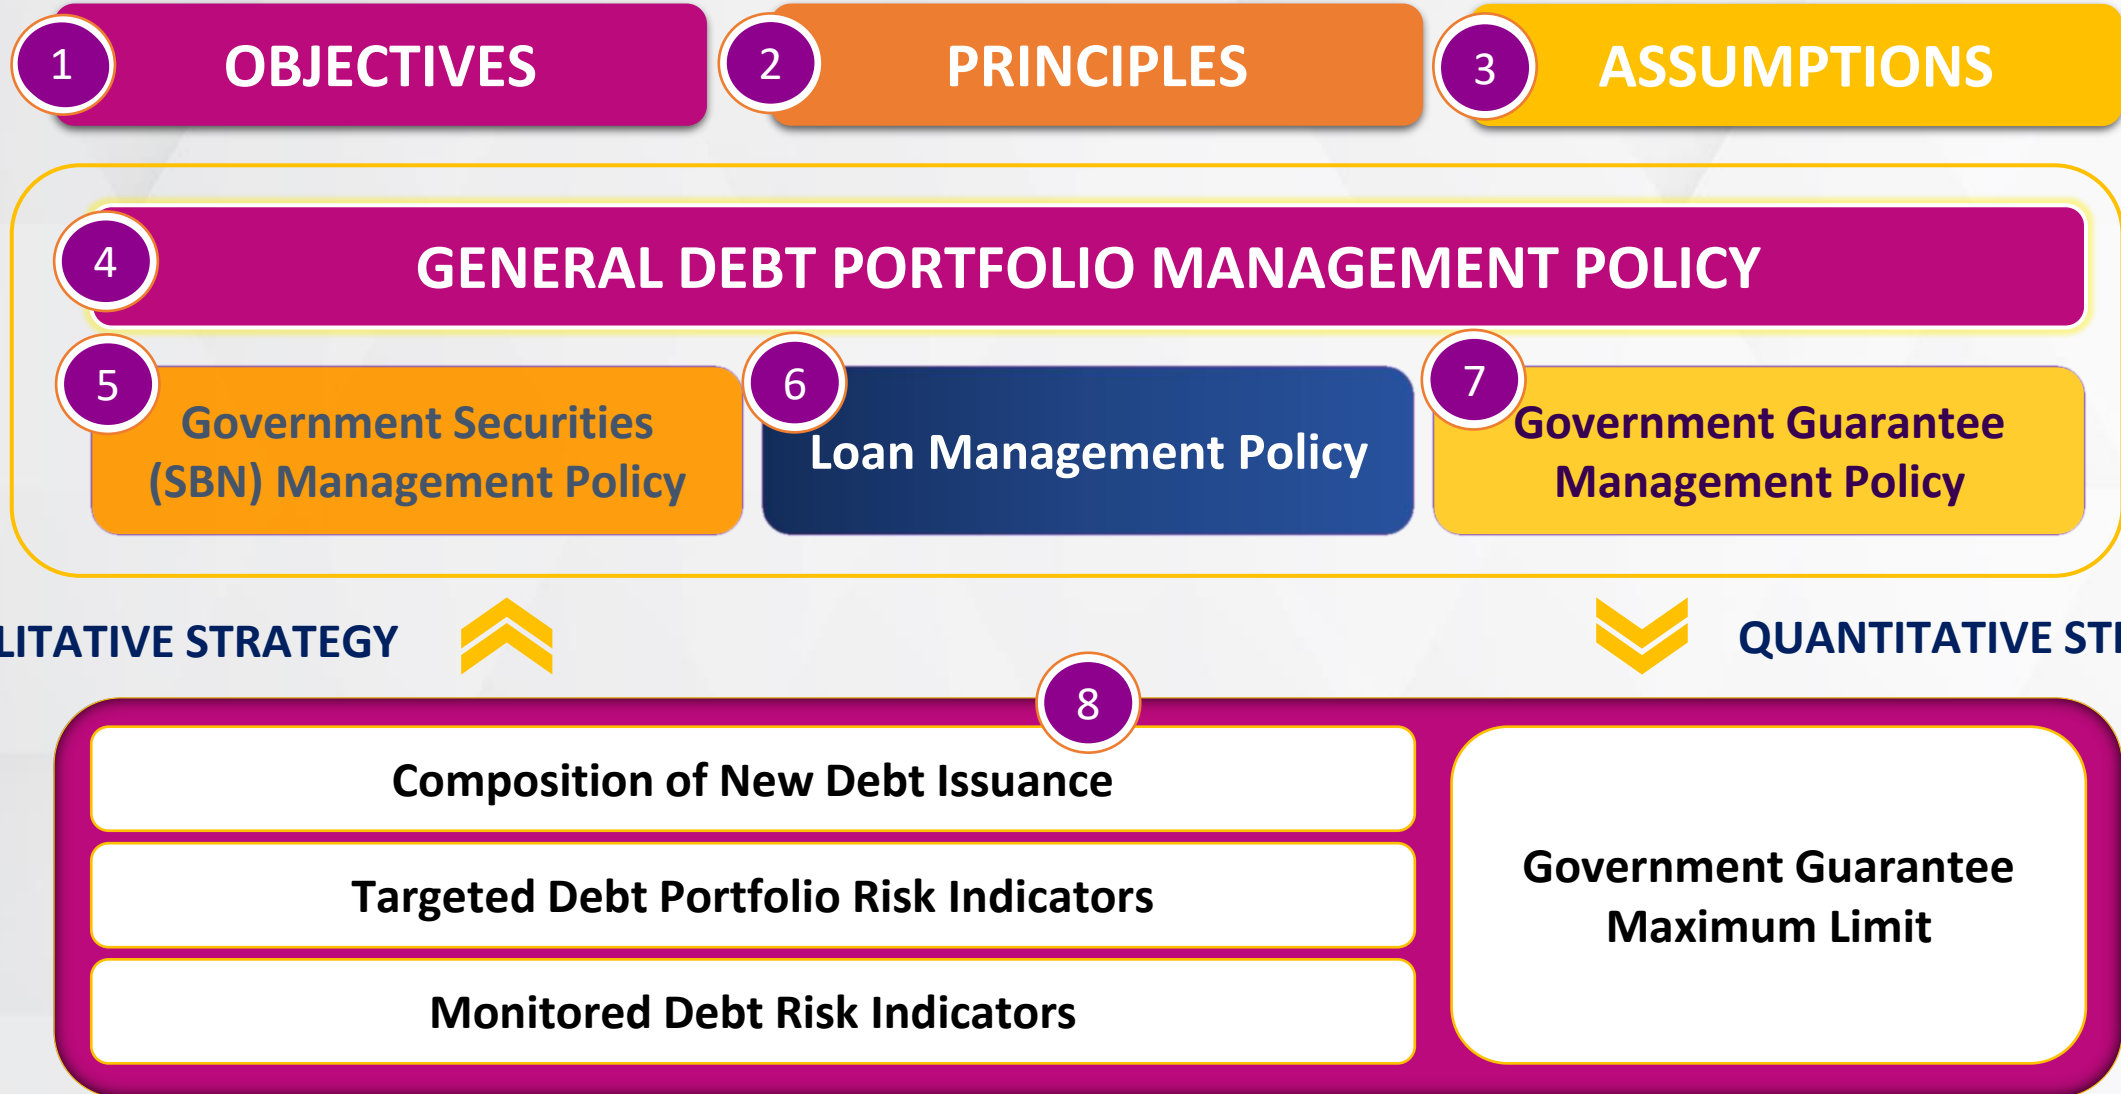 1
OBJECTIVES
2
PRINCIPLES
3
ASSUMPTIONS
4
GENERAL DEBT PORTFOLIO MANAGEMENT POLICY
5
Government Securities
(SBN) Management Policy
6
Loan Management Policy
7
Government Guarantee
Management Policy
LITATIVE STRATEGY
QUANTITATIVE
8
Composition of New Debt Issuance
Targeted Debt Portfolio Risk Indicators
Monitored Debt Risk Indicators
Government Guarantee
Maximum Limit